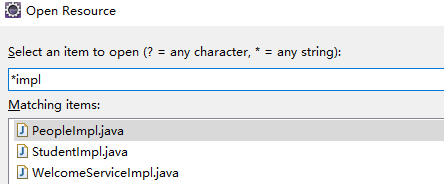 Open Resource
Select an item to open (? = any character, * = any string):
*impl
Matching items:
PeopleImpl.java
StudentImpl.java
WelcomeServiceImpl.java